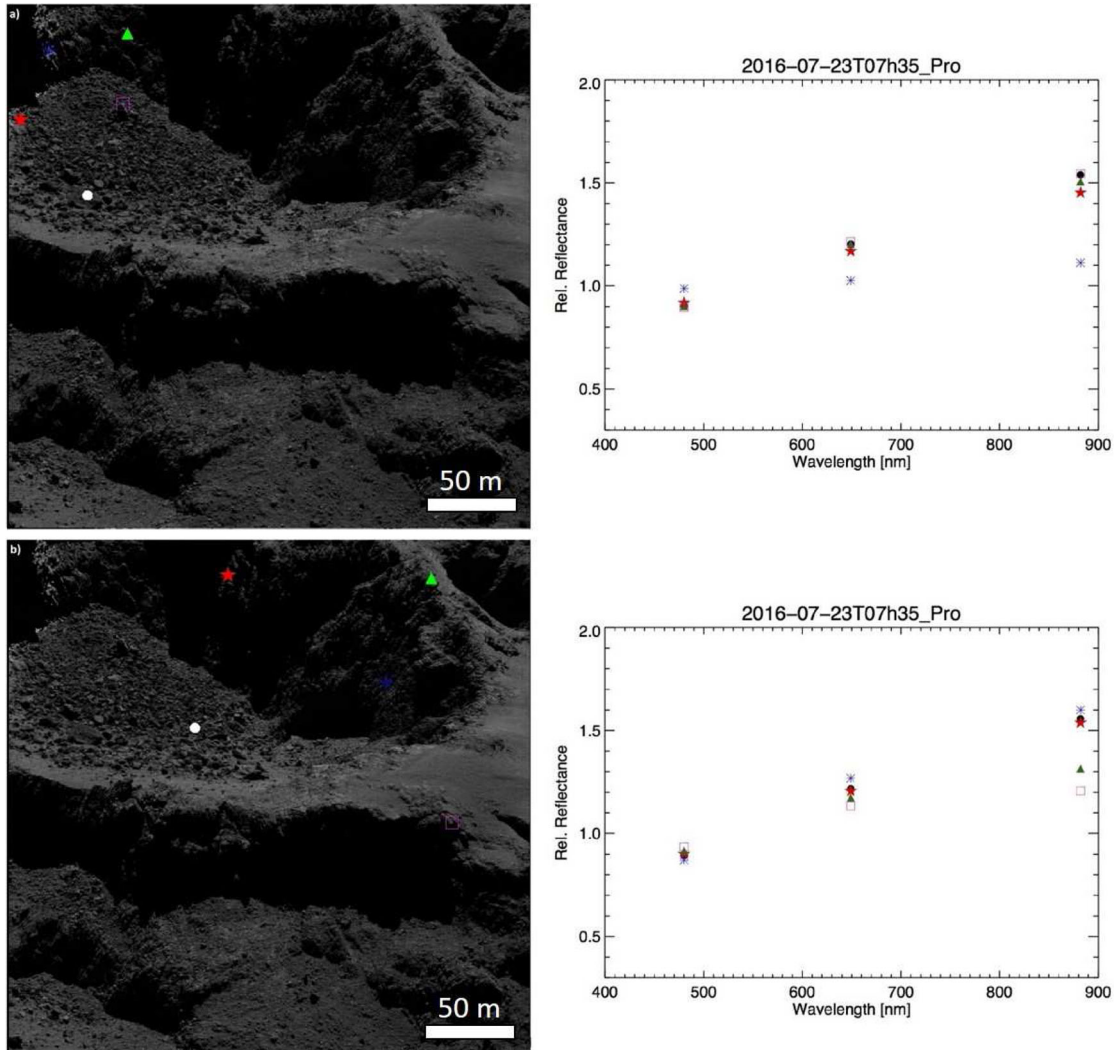 a)
50 m
2016-07-23T07h35_Pro
2.0
1.5
1.0
0.5
Rel. Reflectance
400 500 600 700 800 900
Wavelength [nm]
b)
50 m
2016-07-23T07h35_Pro
2.0
1.5
1.0
0.5
Rel. Reflectance
400 500 600 700 800 900
Wavelength [nm]